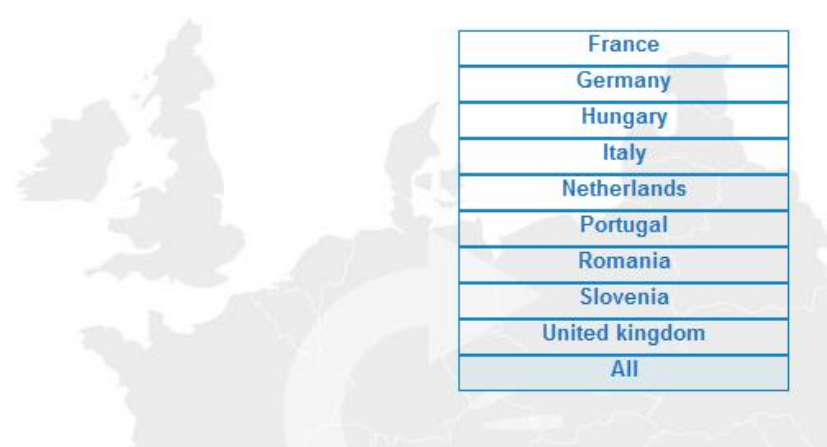 France
Germany
Hungary
Italy
Netherlands
Portugal
Romania
Slovenia
United kingdom
All